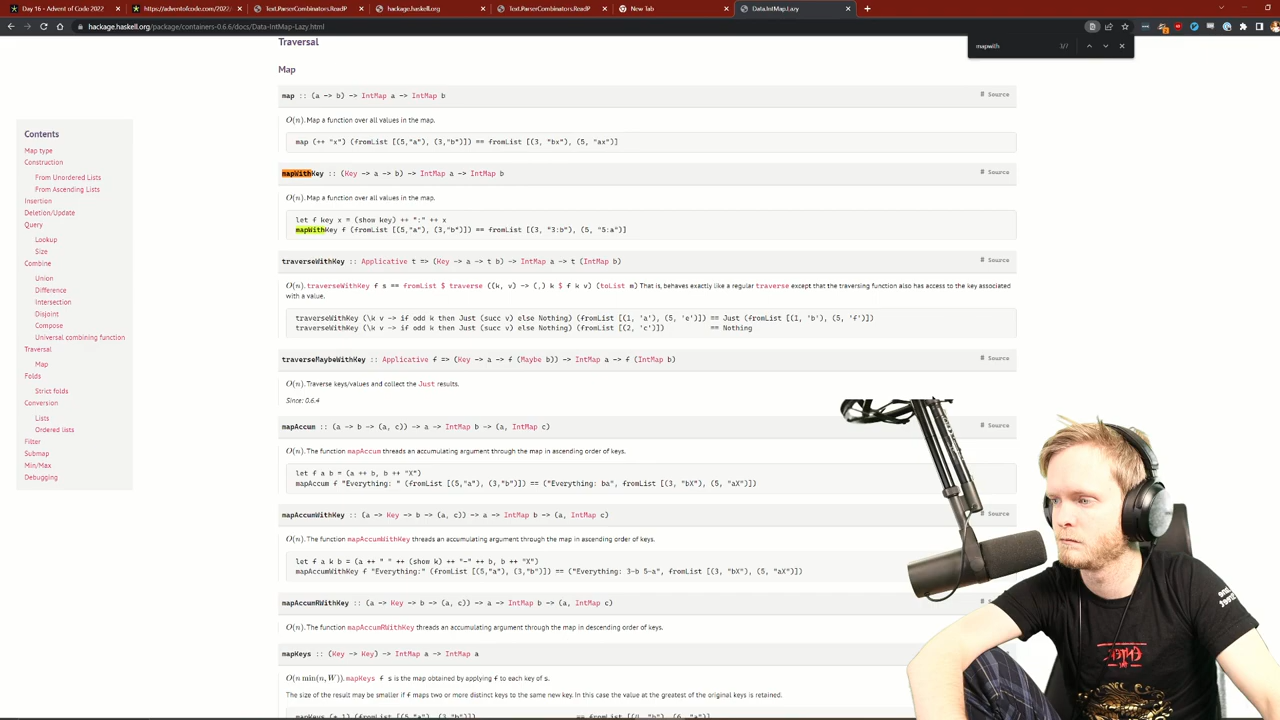 Day 16 - Advent of Code 2022
https://adventofcode.com/2022/
Text.ParserCombinators.ReadP
hackage.haskell.org
Text.ParserCombinators.ReadP
New Tab
Data.IntMap.Lazy
hackage.haskell.org/package/containers-0.6.6/docs/Data-IntMap-Lazy.html
mapwith
3/7
Contents
Map type
Construction
From Unordered Lists
From Ascending Lists
Insertion
Deletion/Update
Query
Lookup
Size
Combine
Union
Difference
Intersection
Disjoint
Compose
Universal combining function
Traversal
Map
Folds
Strict folds
Conversion
Lists
Ordered lists
Filter
Submap
Min/Max
Debugging
Traversal
Map
map :: (a -> b) -> IntMap a -> IntMap b
# Source
O(n). Map a function over all values in the map.
map (++ "x") (fromList [(5,"a"), (3,"b")]) == fromList [(3, "bx"), (5, "ax")]
mapWithKey :: (Key -> a -> b) -> IntMap a -> IntMap b
# Source
O(n). Map a function over all values in the map.
let f key x = (show key) ++ ":" ++ x
mapWithKey f (fromList [(5,"a"), (3,"b")]) == fromList [(3, "3:b"), (5, "5:a")]
traverseWithKey :: Applicative t => (Key -> a -> t b) -> IntMap a -> t (IntMap b)
# Source
O(n). traverseWithKey f s == fromList $ traverse ((k, v) -> (,) k $ f k v) (toList m) That is, behaves exactly like a regular traverse except that the traversing function also has access to the key associated
with a value.
traverseWithKey (\k v -> if odd k then Just (succ v) else Nothing) (fromList [(1, 'a'), (5, 'e')]) == Just (fromList [(1, 'b'), (5, 'f')])
traverseWithKey (\k v -> if odd k then Just (succ v) else Nothing) (fromList [(2, 'c')]) == Nothing
traverseMaybeWithKey :: Applicative f => (Key -> a -> f (Maybe b)) -> IntMap a -> f (IntMap b)
# Source
O(n). Traverse keys/values and collect the Just results.
Since: 0.6.4
mapAccum :: (a -> b -> (a, c)) -> a -> IntMap b -> (a, IntMap c)
# Source
O(n). The function mapAccum threads an accumulating argument through the map in ascending order of keys.
let f a b = (a ++ b, b ++ "X")
mapAccum f "Everything: " (fromList [(5,"a"), (3,"b")]) == ("Everything: ba", fromList [(3, "bX"), (5, "aX")])
mapAccumWithKey :: (a -> Key -> b -> (a, c)) -> a -> IntMap b -> (a, IntMap c)
# Source
O(n). The function mapAccumWithKey threads an accumulating argument through the map in ascending order of keys.
let f a k b = (a ++ " " ++ (show k) ++ "-" ++ b, b ++ "X")
mapAccumWithKey f "Everything:" (fromList [(5,"a"), (3,"b")]) == ("Everything: 3-b 5-a", fromList [(3, "bX"), (5, "aX")])
mapAccumRWithKey :: (a -> Key -> b -> (a, c)) -> a -> IntMap b -> (a, IntMap c)
O(n). The function mapAccumRWithKey threads an accumulating argument through the map in descending order of keys.
mapKeys :: (Key -> Key) -> IntMap a -> IntMap a
O(n min(n, W)). mapKeys f s is the map obtained by applying f to each key of s.
The size of the result may be smaller if f maps two or more distinct keys to the same new key. In this case the value at the greatest of the original keys is retained.